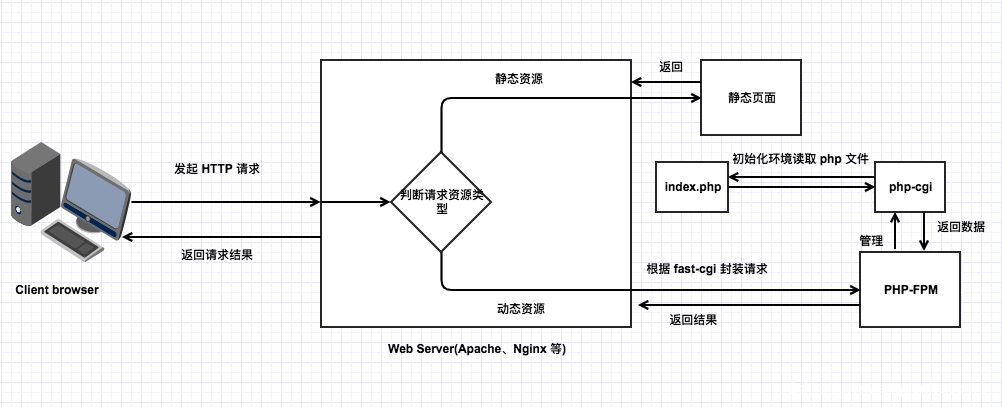 静态资源
返回
静态页面
发起 HTTP 请求
判断请求资源类
型
初始化环境读取 php 文件
index.php
php-cgi
返回请求结果
管理
返回数据
Client browser
根据 fast-cgi 封装请求
PHP-FPM
动态资源
返回结果
Web Server(Apache、Nginx 等)